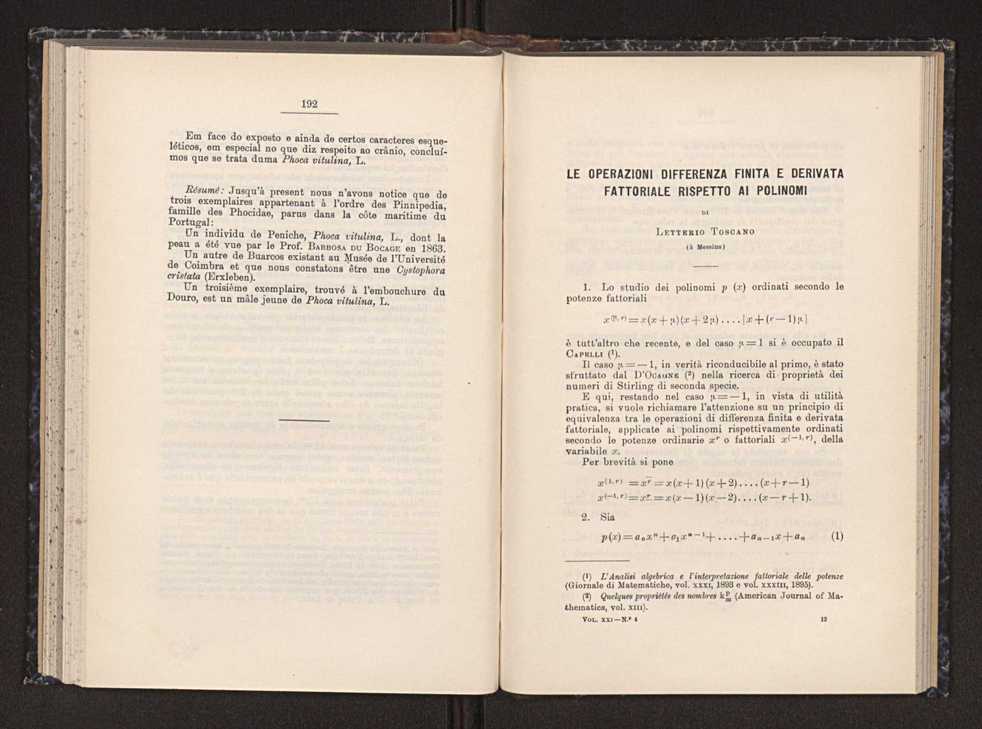 192
Em face do exposto e ainda de certos caracteres esque-
léticos, em especial no que diz respeito ao crânio, concluí-
mos que se trata duma Phoca vitulina, L.
Résumé: Jusqu'à present nous n'avons notice que de
trois exemplaires appartenant à l'ordre des Pinnipedia,
famille des Phocidae, parus dans la côte maritime du
Portugal:
Un individu de Peniche, Phoca vitulina, L., dont la
peau a été vue par le Prof. BARBOSA DU BOCAGE en 1863.
Un autre de Buarcos existant au Musée de l'Université
de Coimbra et que nous constatons être une Cystophora
cristata (Erxleben).
Un troisième exemplaire, trouvé à l'embouchure du
Douro, est un mâle jeune de Phoca vitulina, L.
LE OPERAZIONI DIFFERENZA FINITA E DERIVATA
FATTORIALE RISPETTO AI POLINOMI
DI
LETTERIO TOSCANO
(à Messina)
1. Lo studio dei polinomi p (x) ordinati secondo le
potenze fattoriali
x^(μ, r) = x(x+μ)(x+2μ)....[x+(r—1)μ]
è tutt'altro che recente, e del caso μ=1 si è occupato il
CAPELLI (¹).
Il caso μ=—1, in verità riconducibile al primo, è stato
sfruttato dal D'OCAGNE (²) nella ricerca di proprietà dei
numeri di Stirling di seconda specie.
E qui, restando nel caso μ=—1, in vista di utilità
pratica, si vuole richiamare l'attenzione su un principio di
equivalenza tra le operazioni di differenza finita e derivata
fattoriale, applicate ai polinomi rispettivamente ordinati
secondo le potenze ordinarie xʳ o fattoriali x^(—1, r), della
variabile x.
Per brevità si pone
x^(1, r) = x^r̅ = x(x+1)(x+2)....(x+r—1)
x^(—1, r) = x^r̲ = x(x—1)(x—2)....(x—r+1).
2. Sia
p(x)=a₀xⁿ+a₁xⁿ⁻¹+....+aₙ₋₁x+aₙ (1)
(¹) L'Analisi algebrica e l'interpretazione fattoriale delle potenze
(Giornale di Matematiche, vol. XXXI, 1893 e vol. XXXIII, 1895).
(²) Quelques propriétés des nombres k_m^p (American Journal of Ma-
thematics, vol. XIII).
VOL. XXI—N.º 4 12